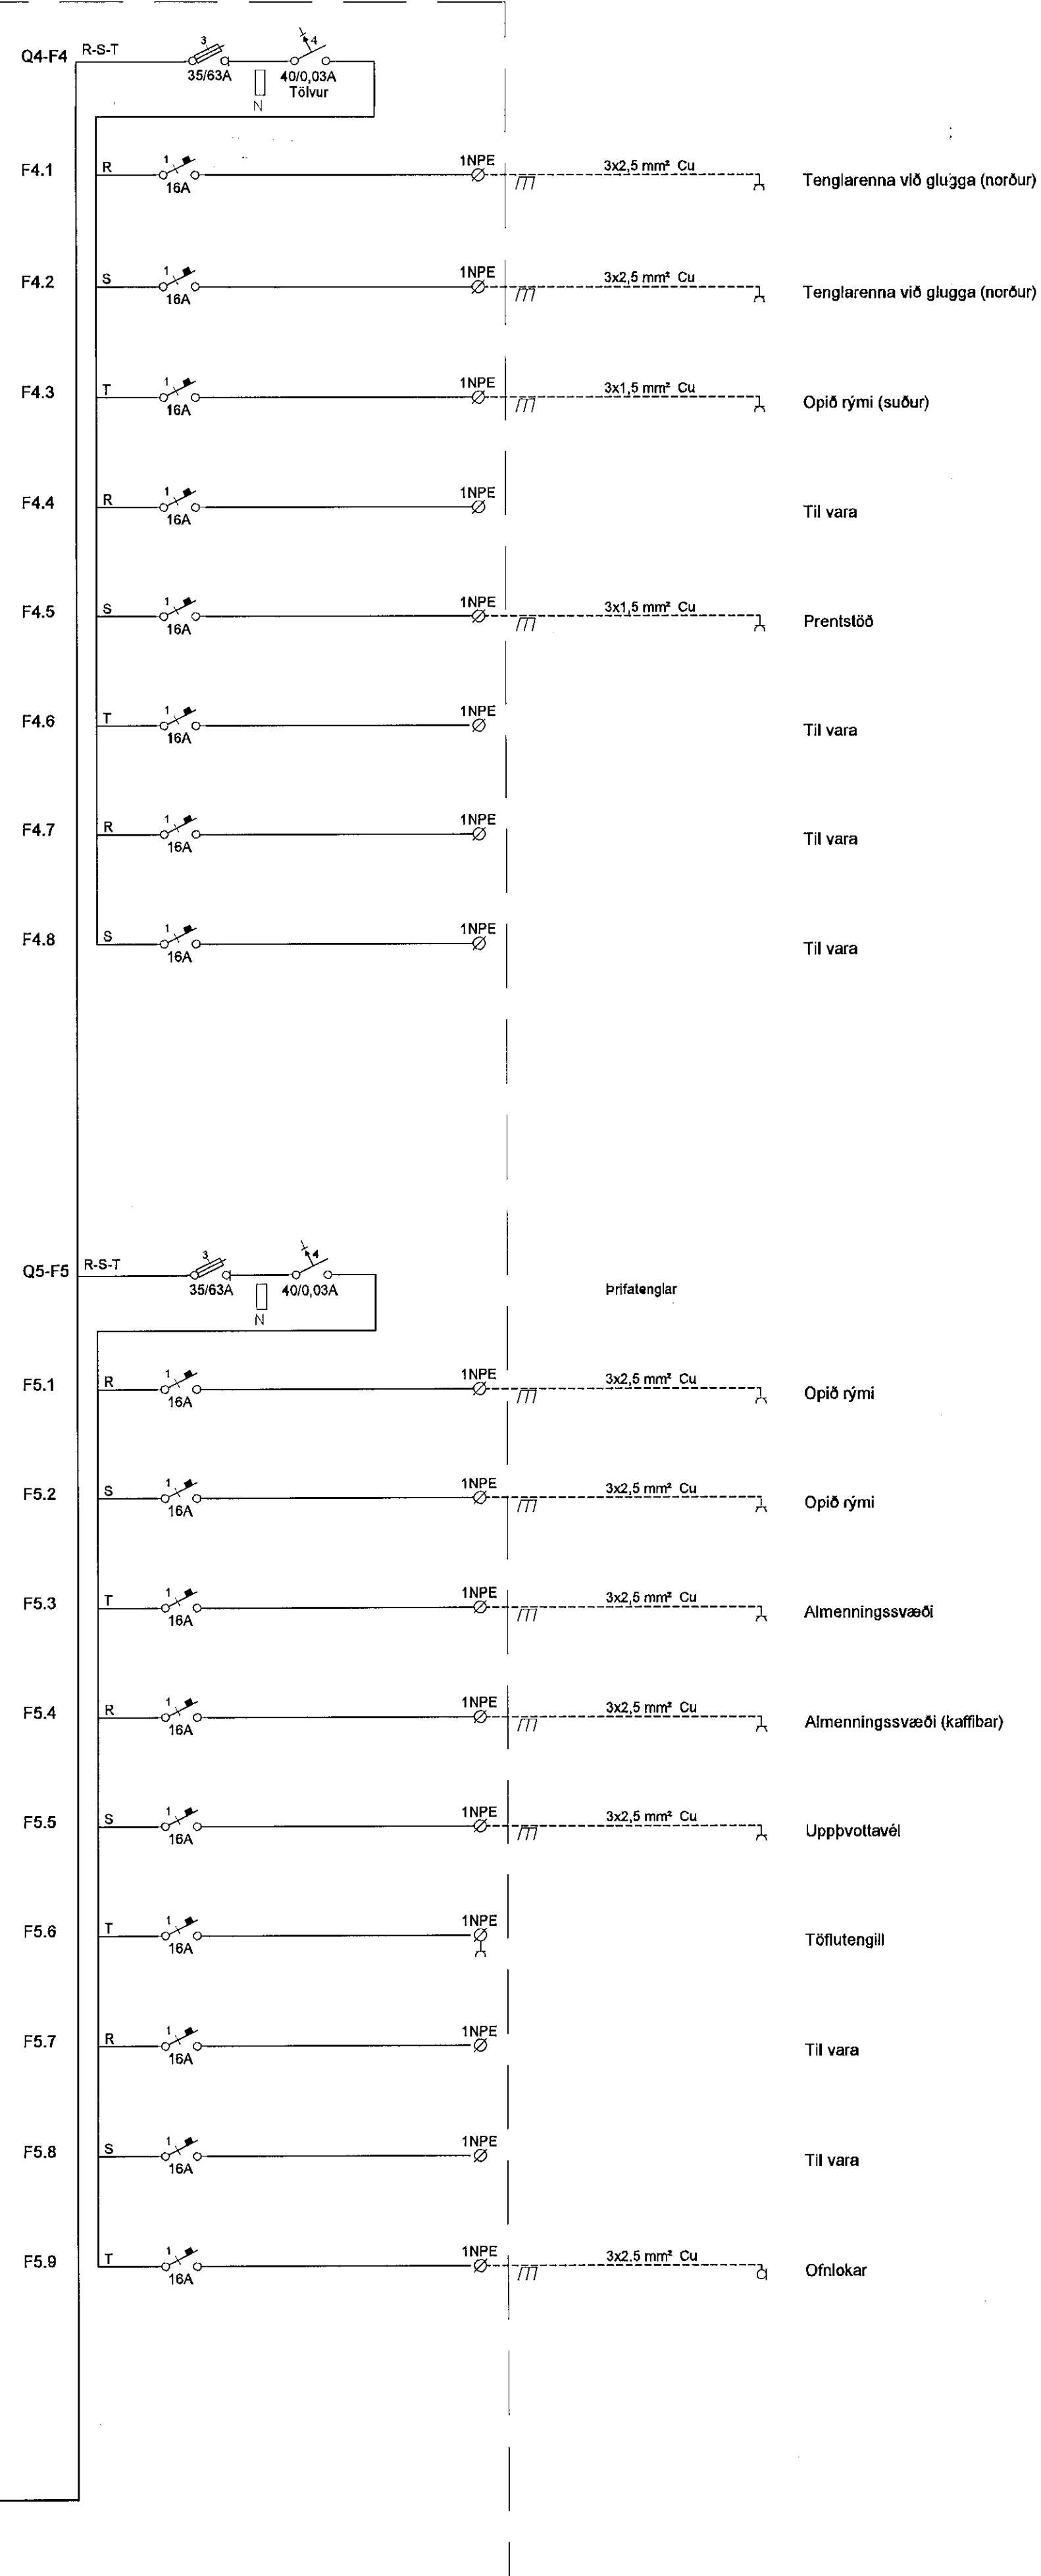 Q4-F4 R-S-T 3 4
35/63A 40/0,03A
Tölvur
N
F4.1 R 1 16A 1NPE 3x2,5 mm² Cu Tenglarenna við glugga (norður)
F4.2 S 1 16A 1NPE 3x2,5 mm² Cu Tenglarenna við glugga (norður)
F4.3 T 1 16A 1NPE 3x1,5 mm² Cu Opið rými (suður)
F4.4 R 1 16A 1NPE Til vara
F4.5 S 1 16A 1NPE 3x1,5 mm² Cu Prentstöð
F4.6 T 1 16A 1NPE Til vara
F4.7 R 1 16A 1NPE Til vara
F4.8 S 1 16A 1NPE Til vara
Q5-F5 R-S-T 3 4
35/63A 40/0,03A Þrifatenglar
N
F5.1 R 1 16A 1NPE 3x2,5 mm² Cu Opið rými
F5.2 S 1 16A 1NPE 3x2,5 mm² Cu Opið rými
F5.3 T 1 16A 1NPE 3x2,5 mm² Cu Almenningssvæði
F5.4 R 1 16A 1NPE 3x2,5 mm² Cu Almenningssvæði (kaffibar)
F5.5 S 1 16A 1NPE 3x2,5 mm² Cu Uppþvottavél
F5.6 T 1 16A 1NPE Töflutengill
F5.7 R 1 16A 1NPE Til vara
F5.8 S 1 16A 1NPE Til vara
F5.9 T 1 16A 1NPE 3x2.5 mm² Cu Ofnlokar